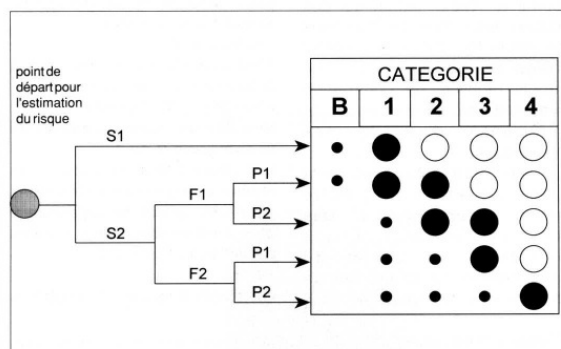 point de
départ pour
l'estimation
du risque
CATEGORIE
B 1 2 3 4
S1
P1
F1
P2
S2
P1
F2
P2